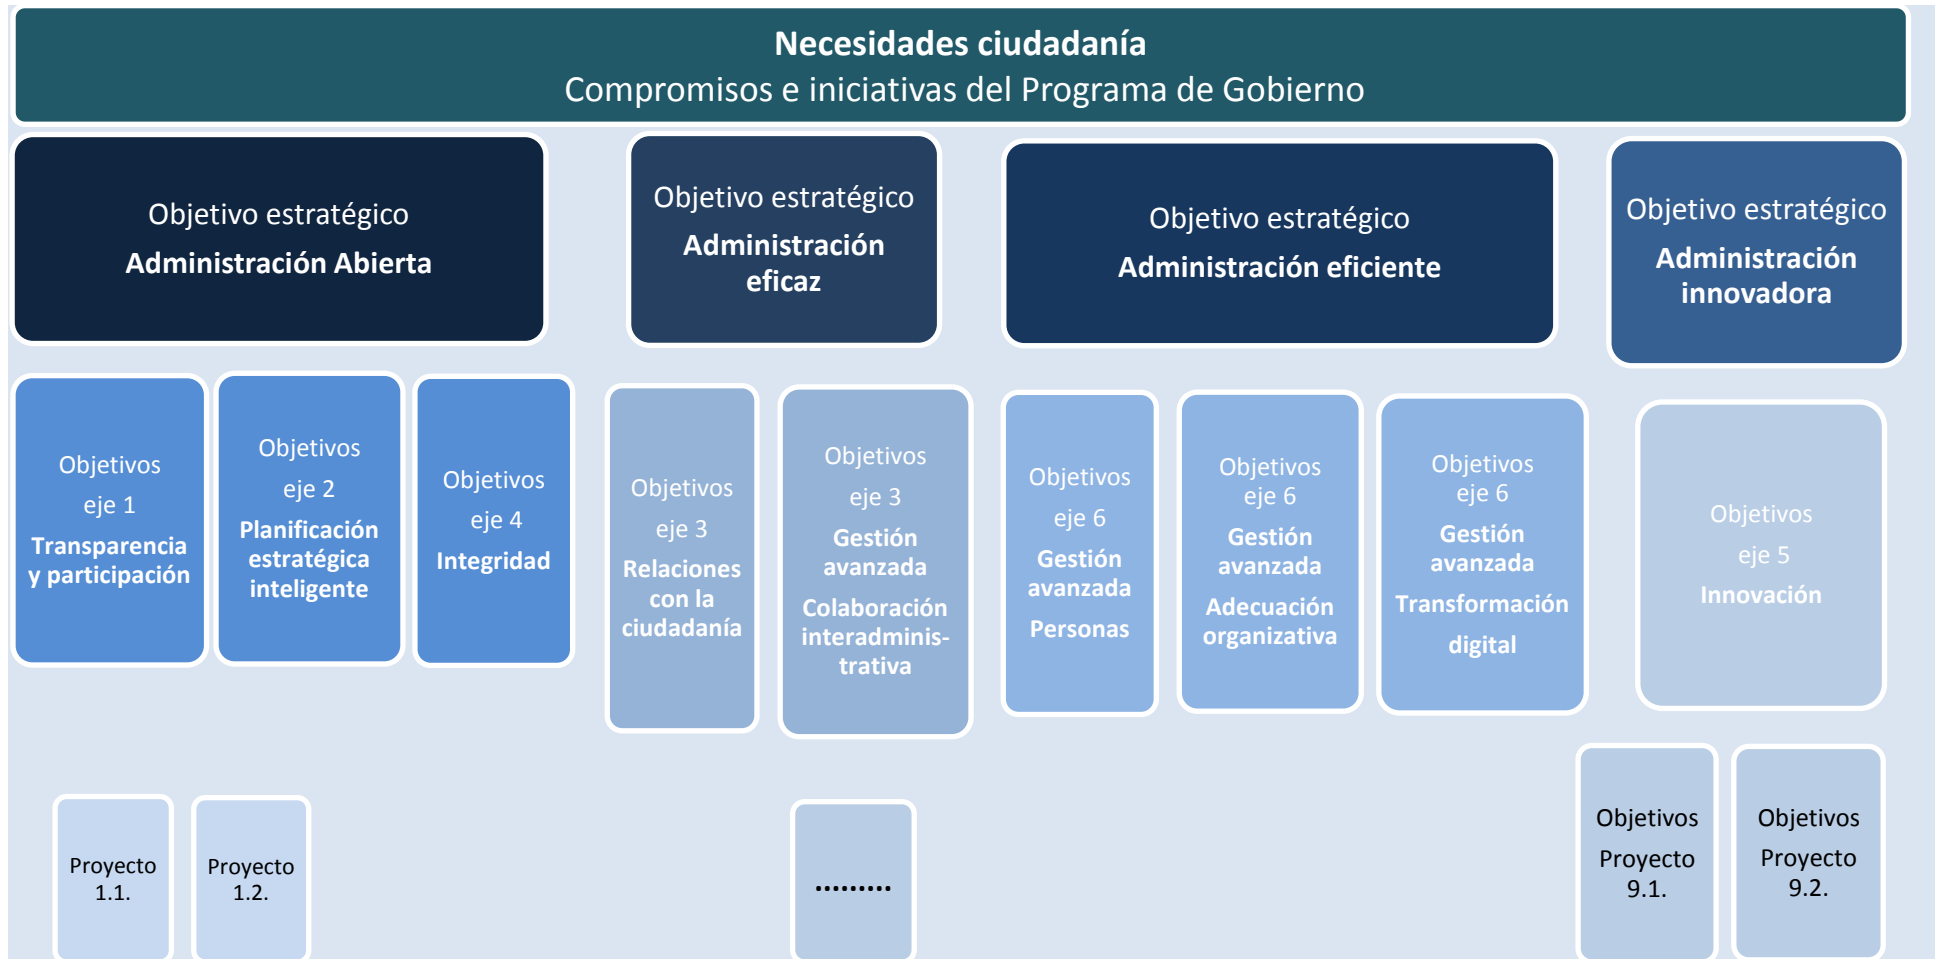 Necesidades ciudadanía
Compromisos e iniciativas del Programa de Gobierno
Objetivo estratégico
Administración Abierta
Objetivo estratégico
Administración
eficaz
Objetivo estratégico
Administración eficiente
Objetivo estratégico
Administración
innovadora
Objetivos
eje 1
Transparencia
y participación
Objetivos
eje 2
Planificación
estratégica
inteligente
Objetivos
eje 4
Integridad
Objetivos
eje 3
Relaciones
con la
ciudadanía
Objetivos
eje 3
Gestión
avanzada
Colaboración
interadminis-
trativa
Objetivos
eje 6
Gestión
avanzada
Personas
Objetivos
eje 6
Gestión
avanzada
Adecuación
organizativa
Objetivos
eje 6
Gestión
avanzada
Transformación
digital
Objetivos
eje 5
Innovación
Proyecto
1.1.
Proyecto
1.2.
.........
Objetivos
Proyecto
9.1.
Objetivos
Proyecto
9.2.